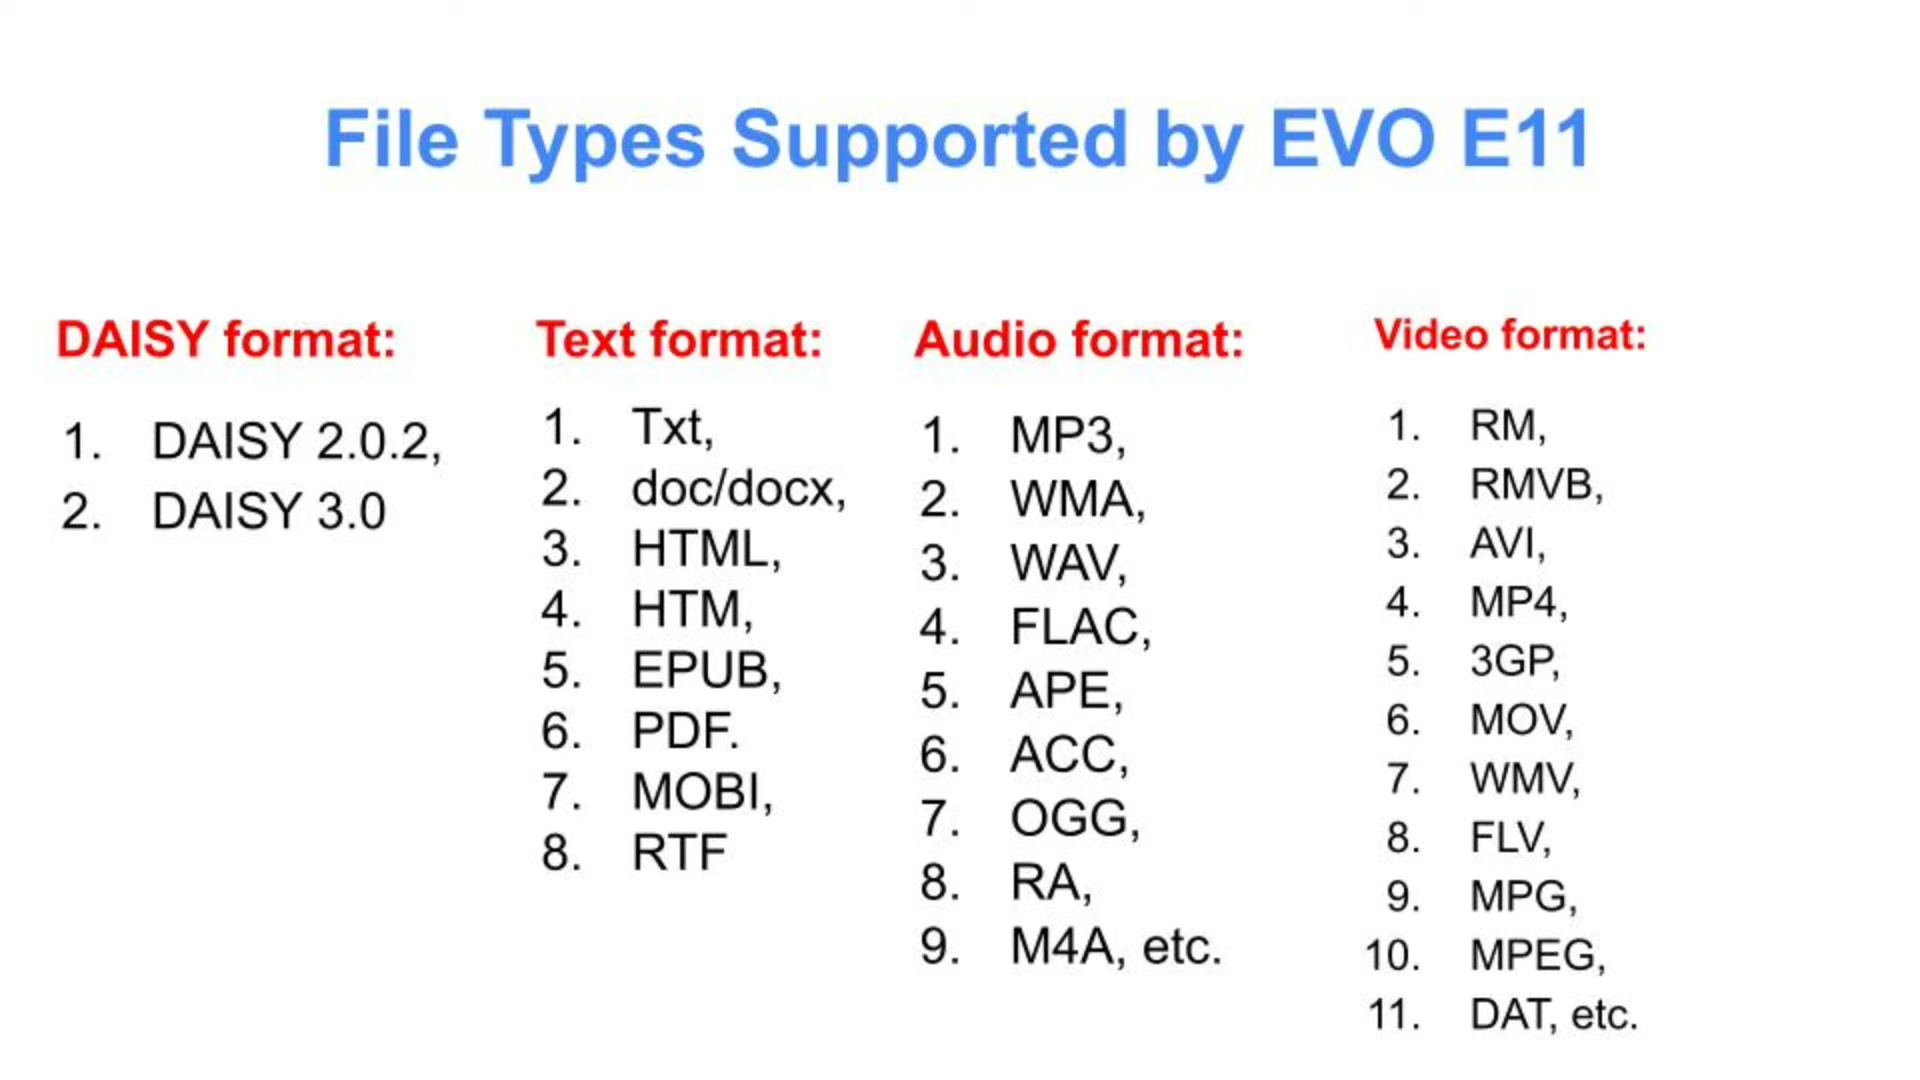 File Types Supported by EVO E11
DAISY format:
1. DAISY 2.0.2,
2. DAISY 3.0
Text format:
1. Txt,
2. doc/docx,
3. HTML,
4. HTM,
5. EPUB,
6. PDF.
7. MOBI,
8. RTF
Audio format:
1. MP3,
2. WMA,
3. WAV,
4. FLAC,
5. APE,
6. ACC,
7. OGG,
8. RA,
9. M4A, etc.
Video format:
1. RM,
2. RMVB,
3. AVI,
4. MP4,
5. 3GP,
6. MOV,
7. WMV,
8. FLV,
9. MPG,
10. MPEG,
11. DAT, etc.